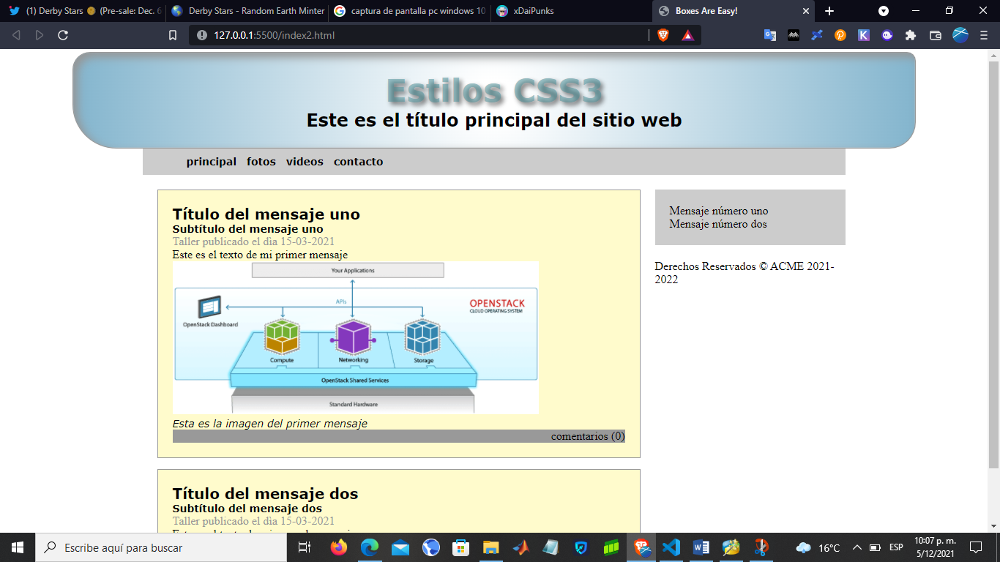 (1) Derby Stars (Pre-sale: Dec. 6
Derby Stars - Random Earth Minter
captura de pantalla pc windows 10
xDaiPunks
Boxes Are Easy!
127.0.0.1:5500/index2.html
Estilos CSS3
Este es el título principal del sitio web
principal fotos videos contacto
Título del mensaje uno
Subtítulo del mensaje uno
Taller publicado el dìa 15-03-2021
Este es el texto de mi primer mensaje
Your Applications
APIs
OPENSTACK
CLOUD OPERATING SYSTEM
OpenStack Dashboard
Compute
Networking
Storage
OpenStack Shared Services
Standard Hardware
Esta es la imagen del primer mensaje
comentarios (0)
Mensaje número uno
Mensaje número dos
Derechos Reservados © ACME 2021-
2022
Título del mensaje dos
Subtítulo del mensaje dos
Taller publicado el dìa 15-03-2021
Escribe aquí para buscar
16°C
ESP
10:07 p. m.
5/12/2021